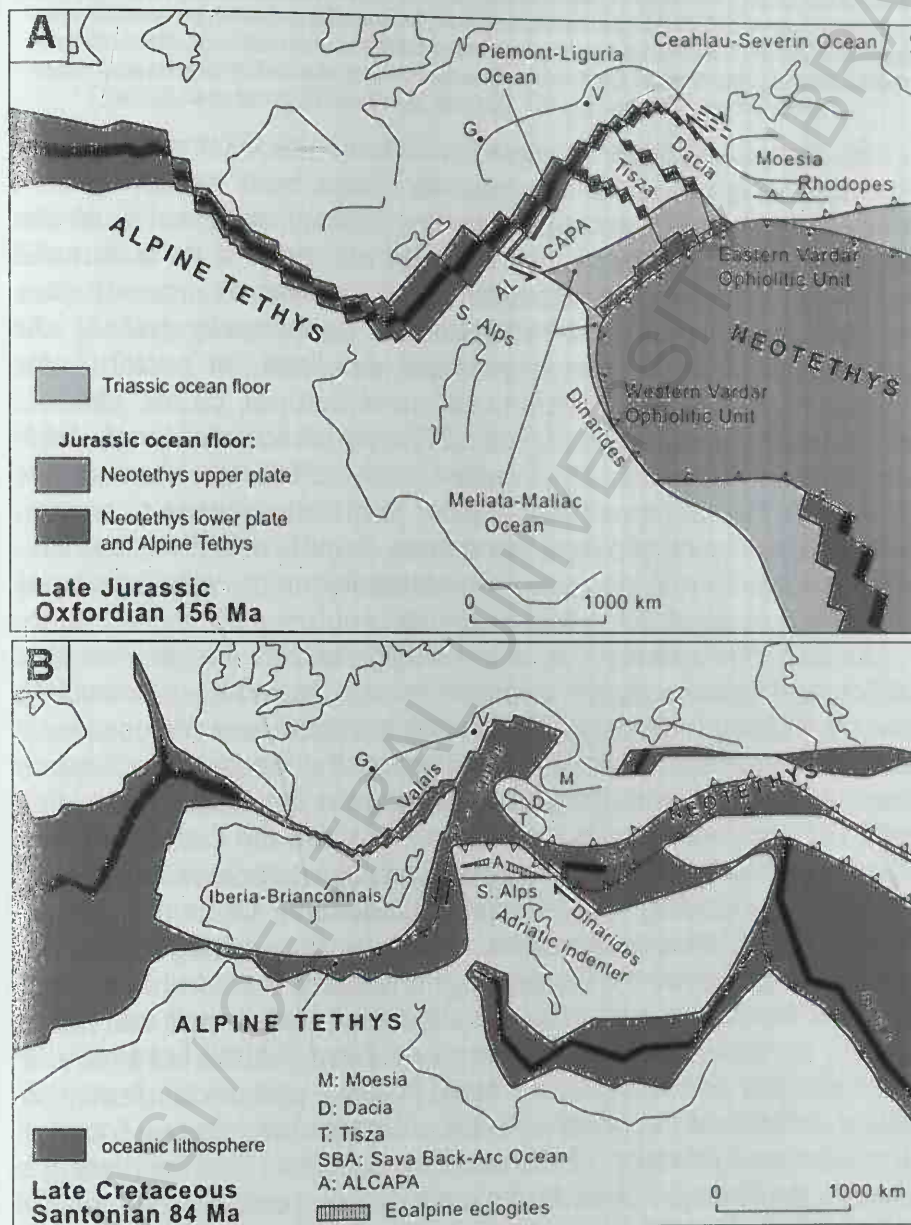 A
Piemont-Liguria
Ocean
Ceahlau-Severin Ocean
G
V
Tisza
Dacia
Moesia
Rhodopes
ALPINE TETHYS
AL
CAPA
S. Alps
Eastern Vardar
Ophiolitic Unit
NEOTETHYS
Western Vardar
Ophiolitic Unit
Dinarides
Meliata-Maliac
Ocean
Triassic ocean floor
Jurassic ocean floor:
Neotethys upper plate
Neotethys lower plate
and Alpine Tethys
Late Jurassic
Oxfordian 156 Ma
0 1000 km
B
G
V
Valais
M
D
T
NEOTETHYS
Iberia-Brianconnais
A
S. Alps
Dinarides
Adriatic indenter
ALPINE TETHYS
M: Moesia
D: Dacia
T: Tisza
SBA: Sava Back-Arc Ocean
A: ALCAPA
Eoalpine eclogites
oceanic lithosphere
Late Cretaceous
Santonian 84 Ma
0 1000 km
CENTRAL UNIVERSITY LIBRA